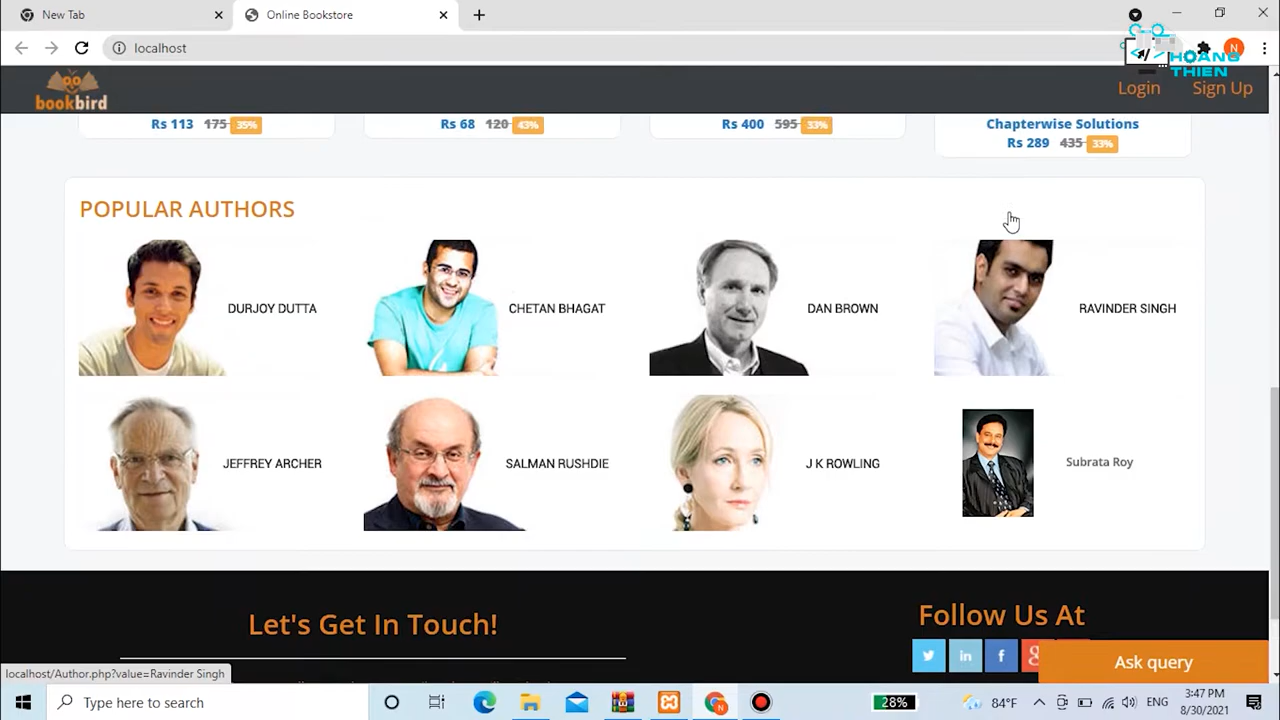 New Tab
Online Bookstore
localhost
HOANG
THIEN
bookbird
Login Sign Up
Rs 113 175 35%
Rs 68 120 43%
Rs 400 595 33%
Chapterwise Solutions
Rs 289 435 33%
POPULAR AUTHORS
DURJOY DUTTA
CHETAN BHAGAT
DAN BROWN
RAVINDER SINGH
JEFFREY ARCHER
SALMAN RUSHDIE
J K ROWLING
Subrata Roy
Let's Get In Touch!
Follow Us At
Ask query
localhost/Author.php?value=Ravinder Singh
Type here to search
28%
84°F
ENG
3:47 PM
8/30/2021